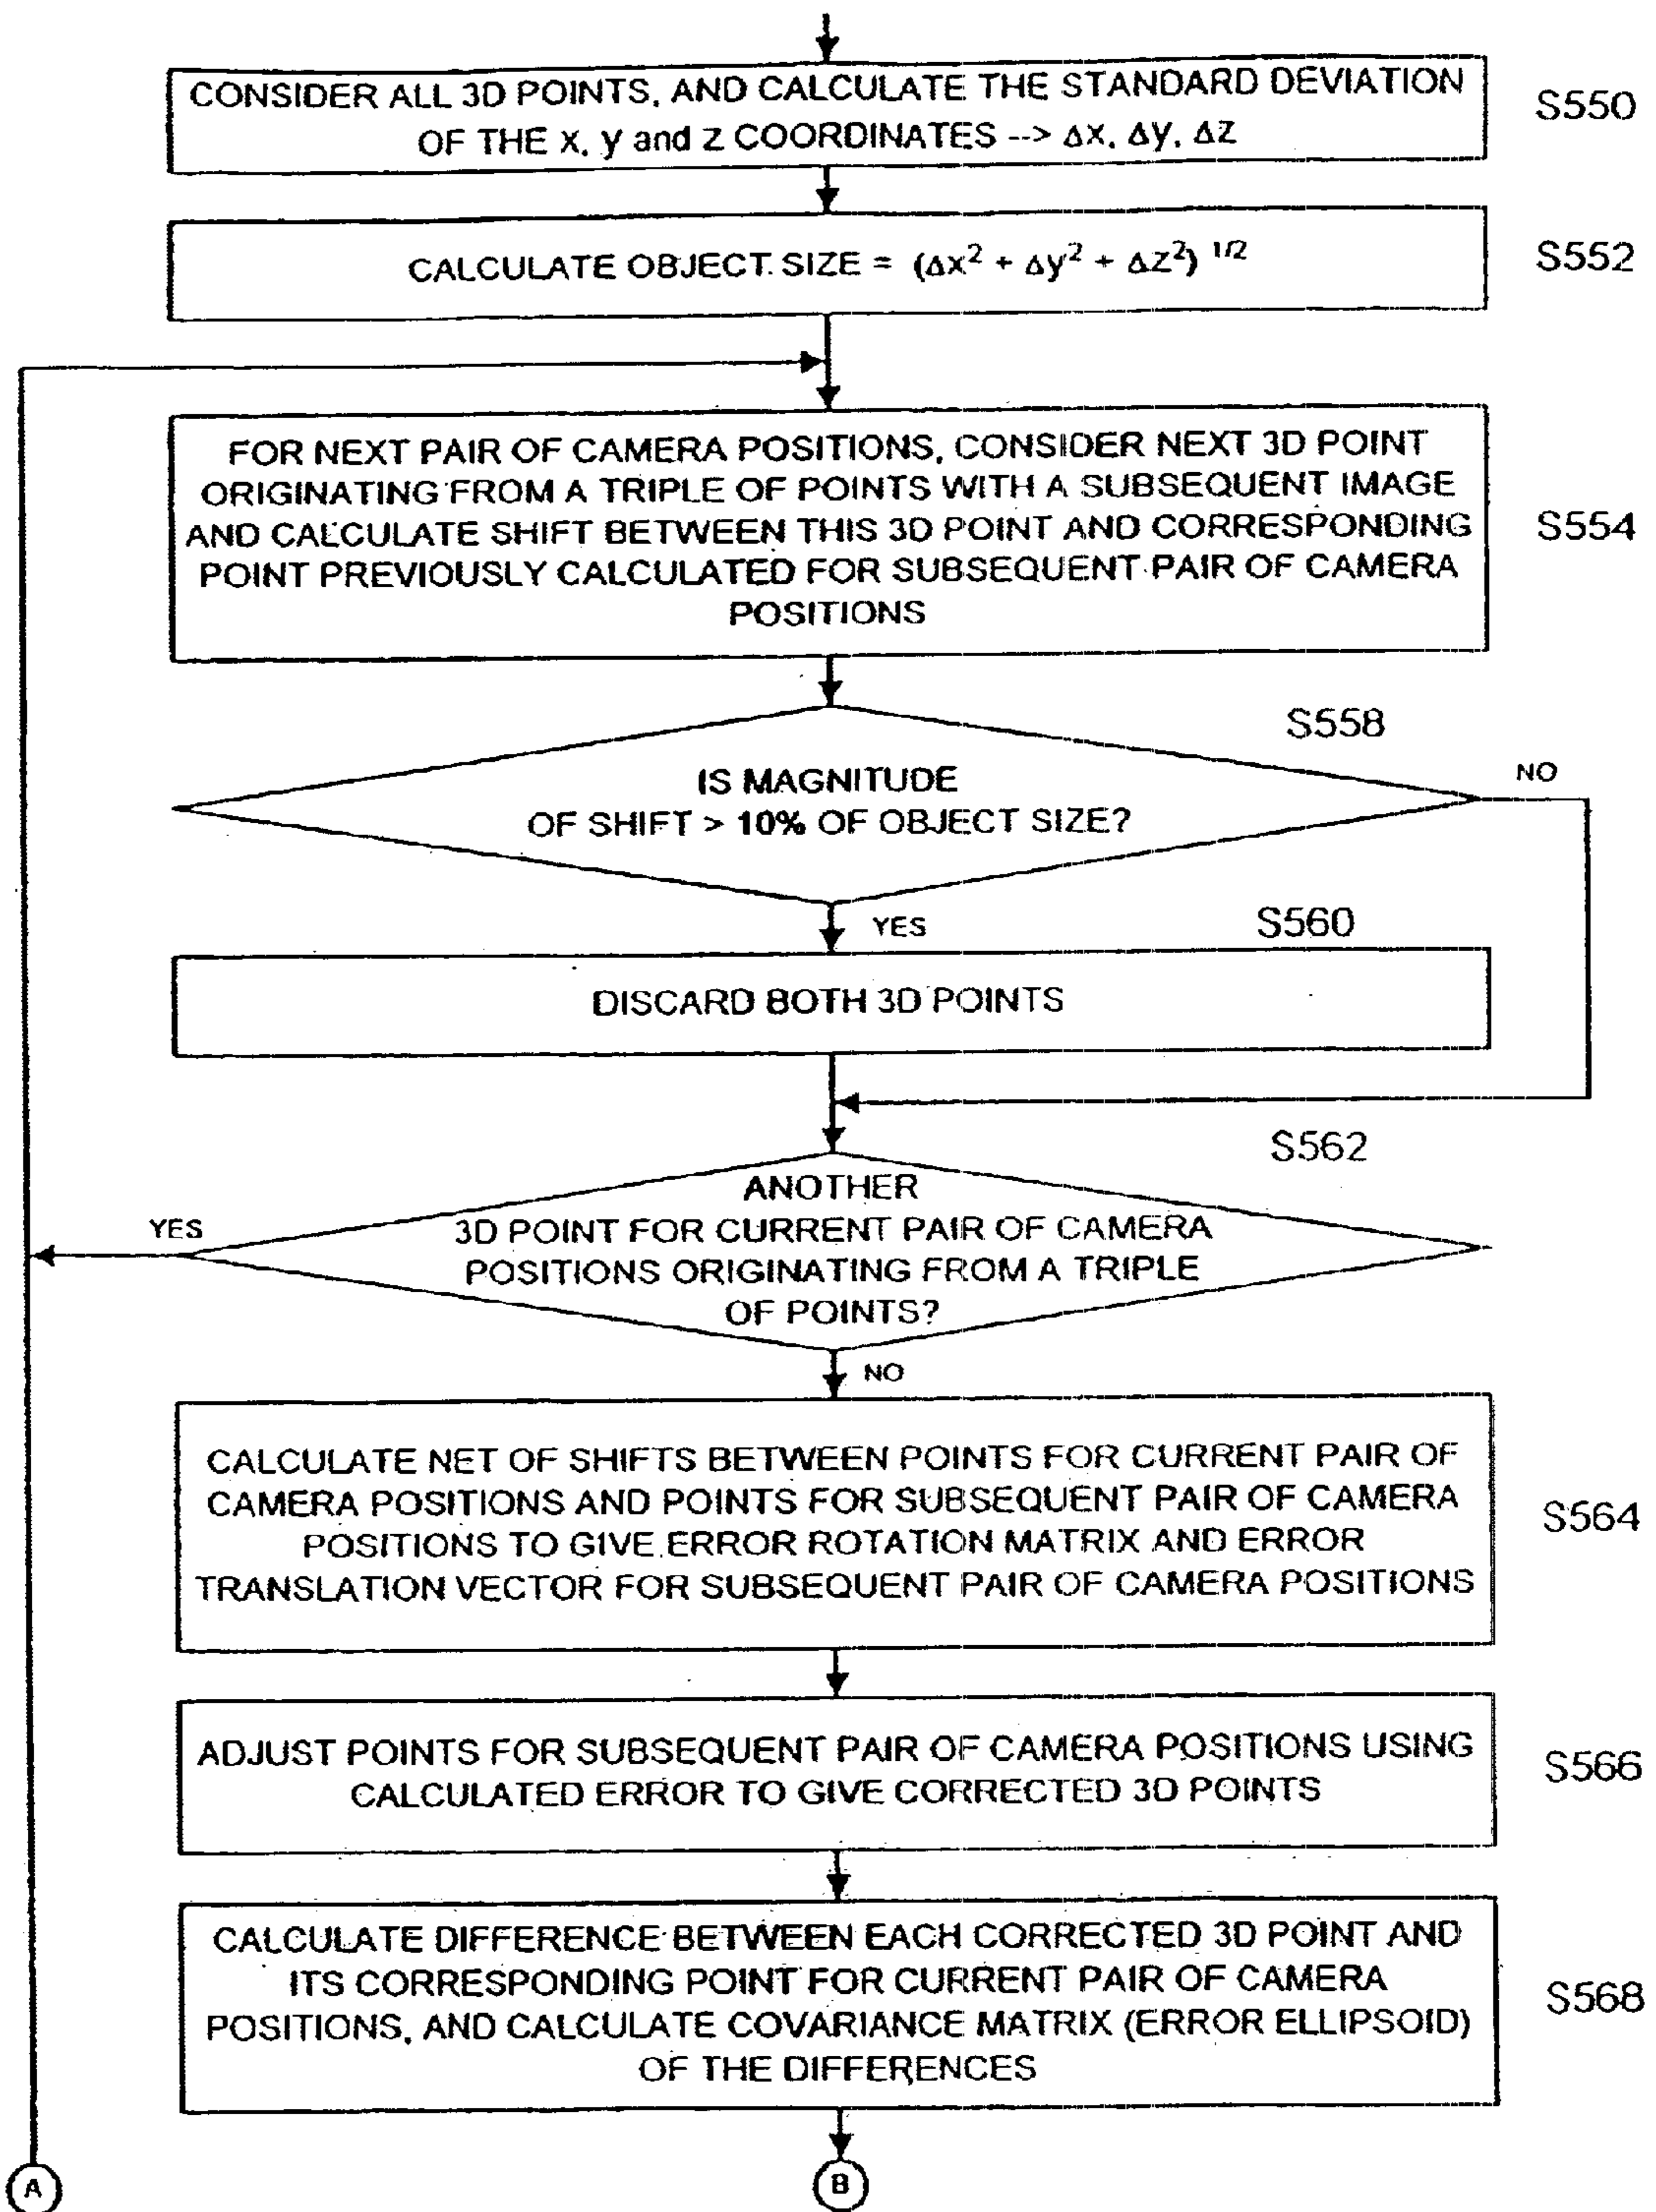 CONSIDER ALL 3D POINTS, AND CALCULATE THE STANDARD DEVIATION
OF THE x, y and z COORDINATES --> Δx, Δy, Δz
S550
CALCULATE OBJECT SIZE = (Δx² + Δy² + Δz²) 1/2
S552
FOR NEXT PAIR OF CAMERA POSITIONS, CONSIDER NEXT 3D POINT
ORIGINATING FROM A TRIPLE OF POINTS WITH A SUBSEQUENT IMAGE
AND CALCULATE SHIFT BETWEEN THIS 3D POINT AND CORRESPONDING
POINT PREVIOUSLY CALCULATED FOR SUBSEQUENT PAIR OF CAMERA
POSITIONS
S554
S558
IS MAGNITUDE
OF SHIFT > 10% OF OBJECT SIZE?
NO
YES
S560
DISCARD BOTH 3D POINTS
S562
ANOTHER
3D POINT FOR CURRENT PAIR OF CAMERA
POSITIONS ORIGINATING FROM A TRIPLE
OF POINTS?
YES
NO
CALCULATE NET OF SHIFTS BETWEEN POINTS FOR CURRENT PAIR OF
CAMERA POSITIONS AND POINTS FOR SUBSEQUENT PAIR OF CAMERA
POSITIONS TO GIVE ERROR ROTATION MATRIX AND ERROR
TRANSLATION VECTOR FOR SUBSEQUENT PAIR OF CAMERA POSITIONS
S564
ADJUST POINTS FOR SUBSEQUENT PAIR OF CAMERA POSITIONS USING
CALCULATED ERROR TO GIVE CORRECTED 3D POINTS
S566
CALCULATE DIFFERENCE BETWEEN EACH CORRECTED 3D POINT AND
ITS CORRESPONDING POINT FOR CURRENT PAIR OF CAMERA
POSITIONS, AND CALCULATE COVARIANCE MATRIX (ERROR ELLIPSOID)
OF THE DIFFERENCES
S568
A
B